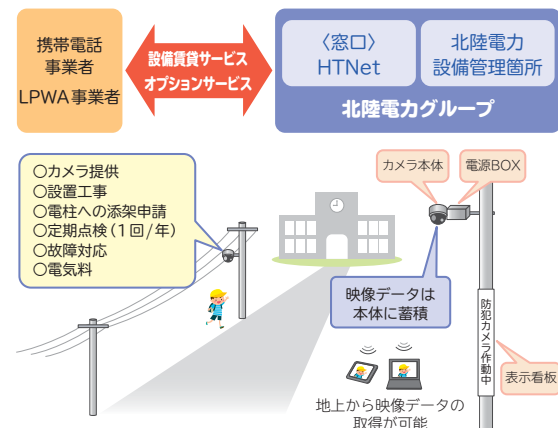 携帯電話
事業者
LPWA事業者
設備賃貸サービス
オプションサービス
〈窓口〉
HTNet
北陸電力
設備管理箇所
北陸電力グループ
○カメラ提供
○設置工事
○電柱への添架申請
○定期点検(1回/年)
○故障対応
○電気料
カメラ本体
電源BOX
映像データは
本体に蓄積
防犯カメラ作動中
表示看板
地上から映像データの
取得が可能